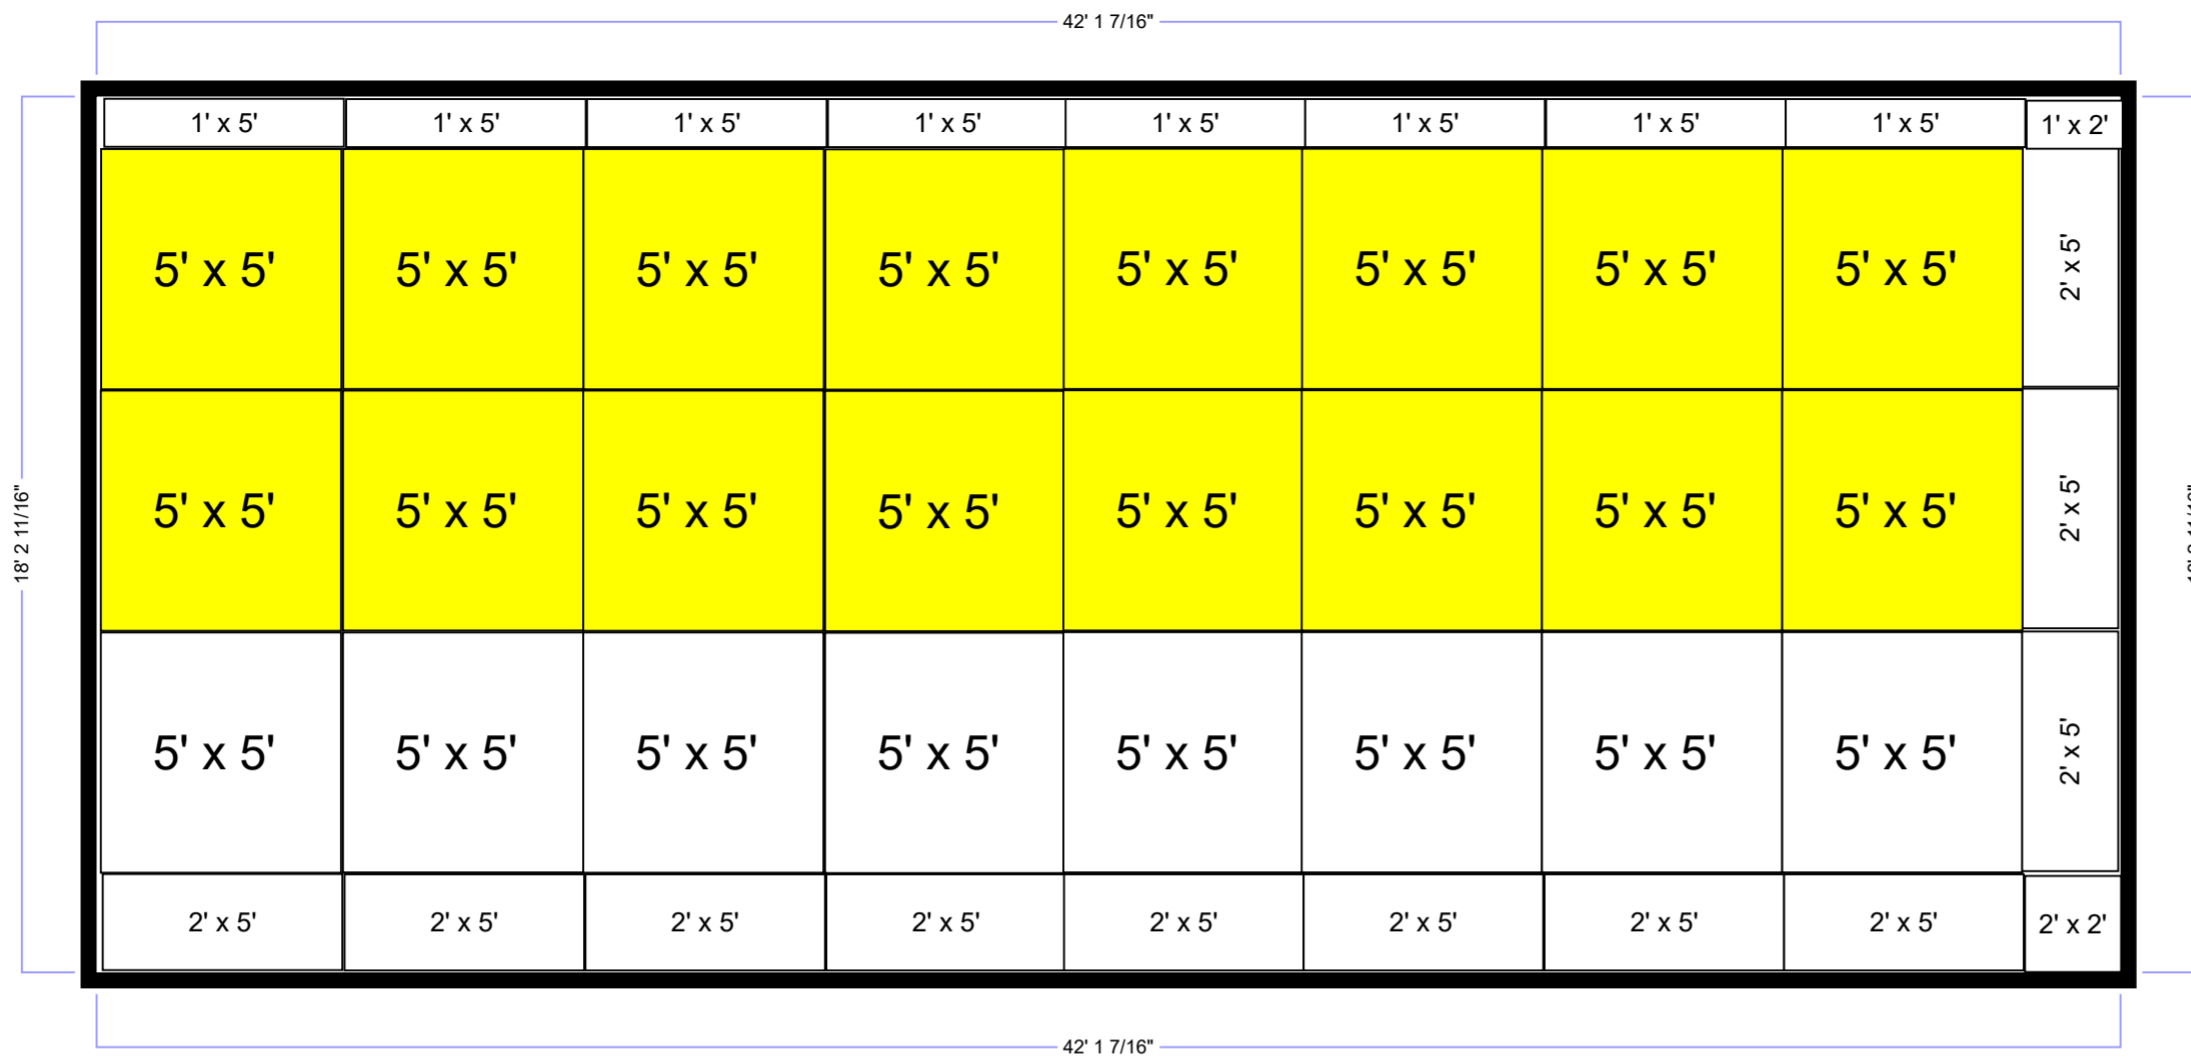 42' 1 7/16"
1' x 5' 1' x 5' 1' x 5' 1' x 5' 1' x 5' 1' x 5' 1' x 5' 1' x 5' 1' x 2'
5' x 5' 5' x 5' 5' x 5' 5' x 5' 5' x 5' 5' x 5' 5' x 5' 5' x 5' 2' x 5'
18' 2 11/16"
5' x 5' 5' x 5' 5' x 5' 5' x 5' 5' x 5' 5' x 5' 5' x 5' 5' x 5' 2' x 5'
5' x 5' 5' x 5' 5' x 5' 5' x 5' 5' x 5' 5' x 5' 5' x 5' 5' x 5' 2' x 5'
2' x 5' 2' x 5' 2' x 5' 2' x 5' 2' x 5' 2' x 5' 2' x 5' 2' x 5' 2' x 2'
42' 1 7/16"